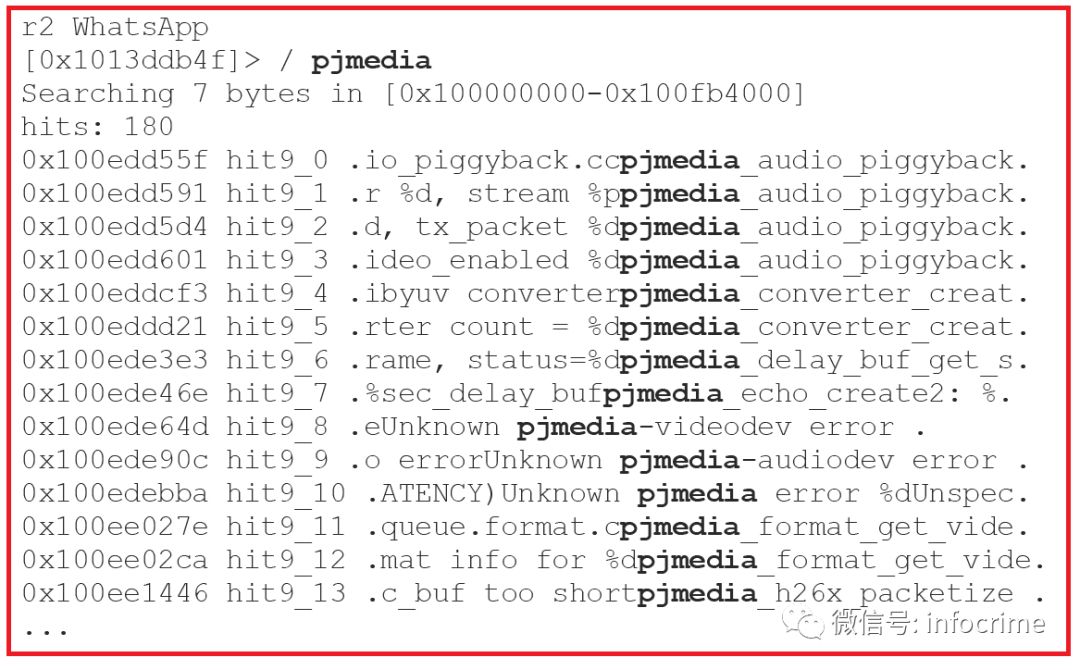 r2 WhatsApp
[0x1013ddb4f]> / pjmedia
Searching 7 bytes in [0x100000000-0x100fb4000]
hits: 180
0x100edd55f hit9_0 .io_piggyback.ccpjmedia_audio_piggyback.
0x100edd591 hit9_1 .r %d, stream %ppjmedia_audio_piggyback.
0x100edd5d4 hit9_2 .d, tx_packet %dpjmedia_audio_piggyback.
0x100edd601 hit9_3 .ideo_enabled %dpjmedia_audio_piggyback.
0x100eddcf3 hit9_4 .ibyuv converterpjmedia_converter_creat.
0x100eddd21 hit9_5 .rter count = %dpjmedia_converter_creat.
0x100ede3e3 hit9_6 .rame, status=%dpjmedia_delay_buf_get_s.
0x100ede46e hit9_7 .%sec_delay_bufpjmedia_echo_create2: %.
0x100ede64d hit9_8 .eUnknown pjmedia-videodev error .
0x100ede90c hit9_9 .o errorUnknown pjmedia-audiodev error .
0x100edebba hit9_10 .ATENCY)Unknown pjmedia error %dUnspec.
0x100ee027e hit9_11 .queue.format.cpjmedia_format_get_vide.
0x100ee02ca hit9_12 .mat info for %dpjmedia_format_get_vide.
0x100ee1446 hit9_13 .c_buf too shortpjmedia_h26x_packetize .
...
微信号: infocrime